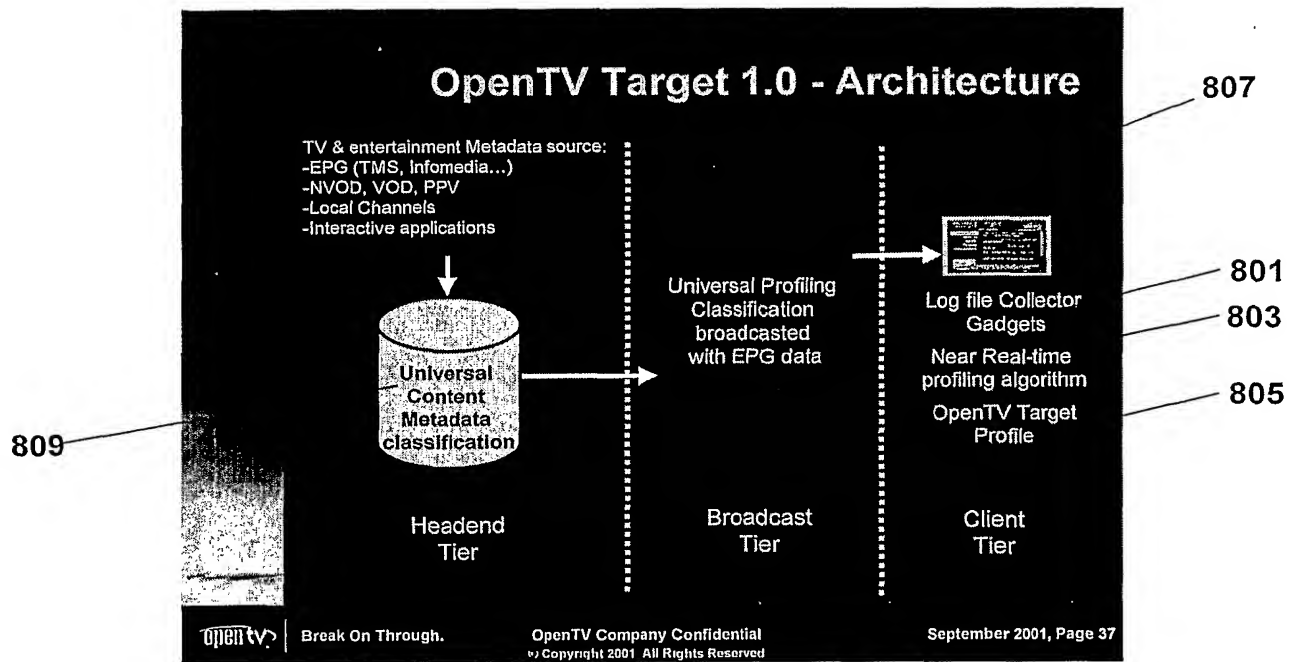 OpenTV Target 1.0 - Architecture
807
TV & entertainment Metadata source:
-EPG (TMS, Infomedia...)
-NVOD, VOD, PPV
-Local Channels
-Interactive applications
Universal
Content
Metadata
classification
809
Universal Profiling
Classification
broadcasted
with EPG data
Log file Collector
Gadgets
801
803
Near Real-time
profiling algorithm
OpenTV Target
Profile
805
Headend
Tier
Broadcast
Tier
Client
Tier
opentv
Break On Through.
OpenTV Company Confidential
(c) Copyright 2001 All Rights Reserved
September 2001, Page 37